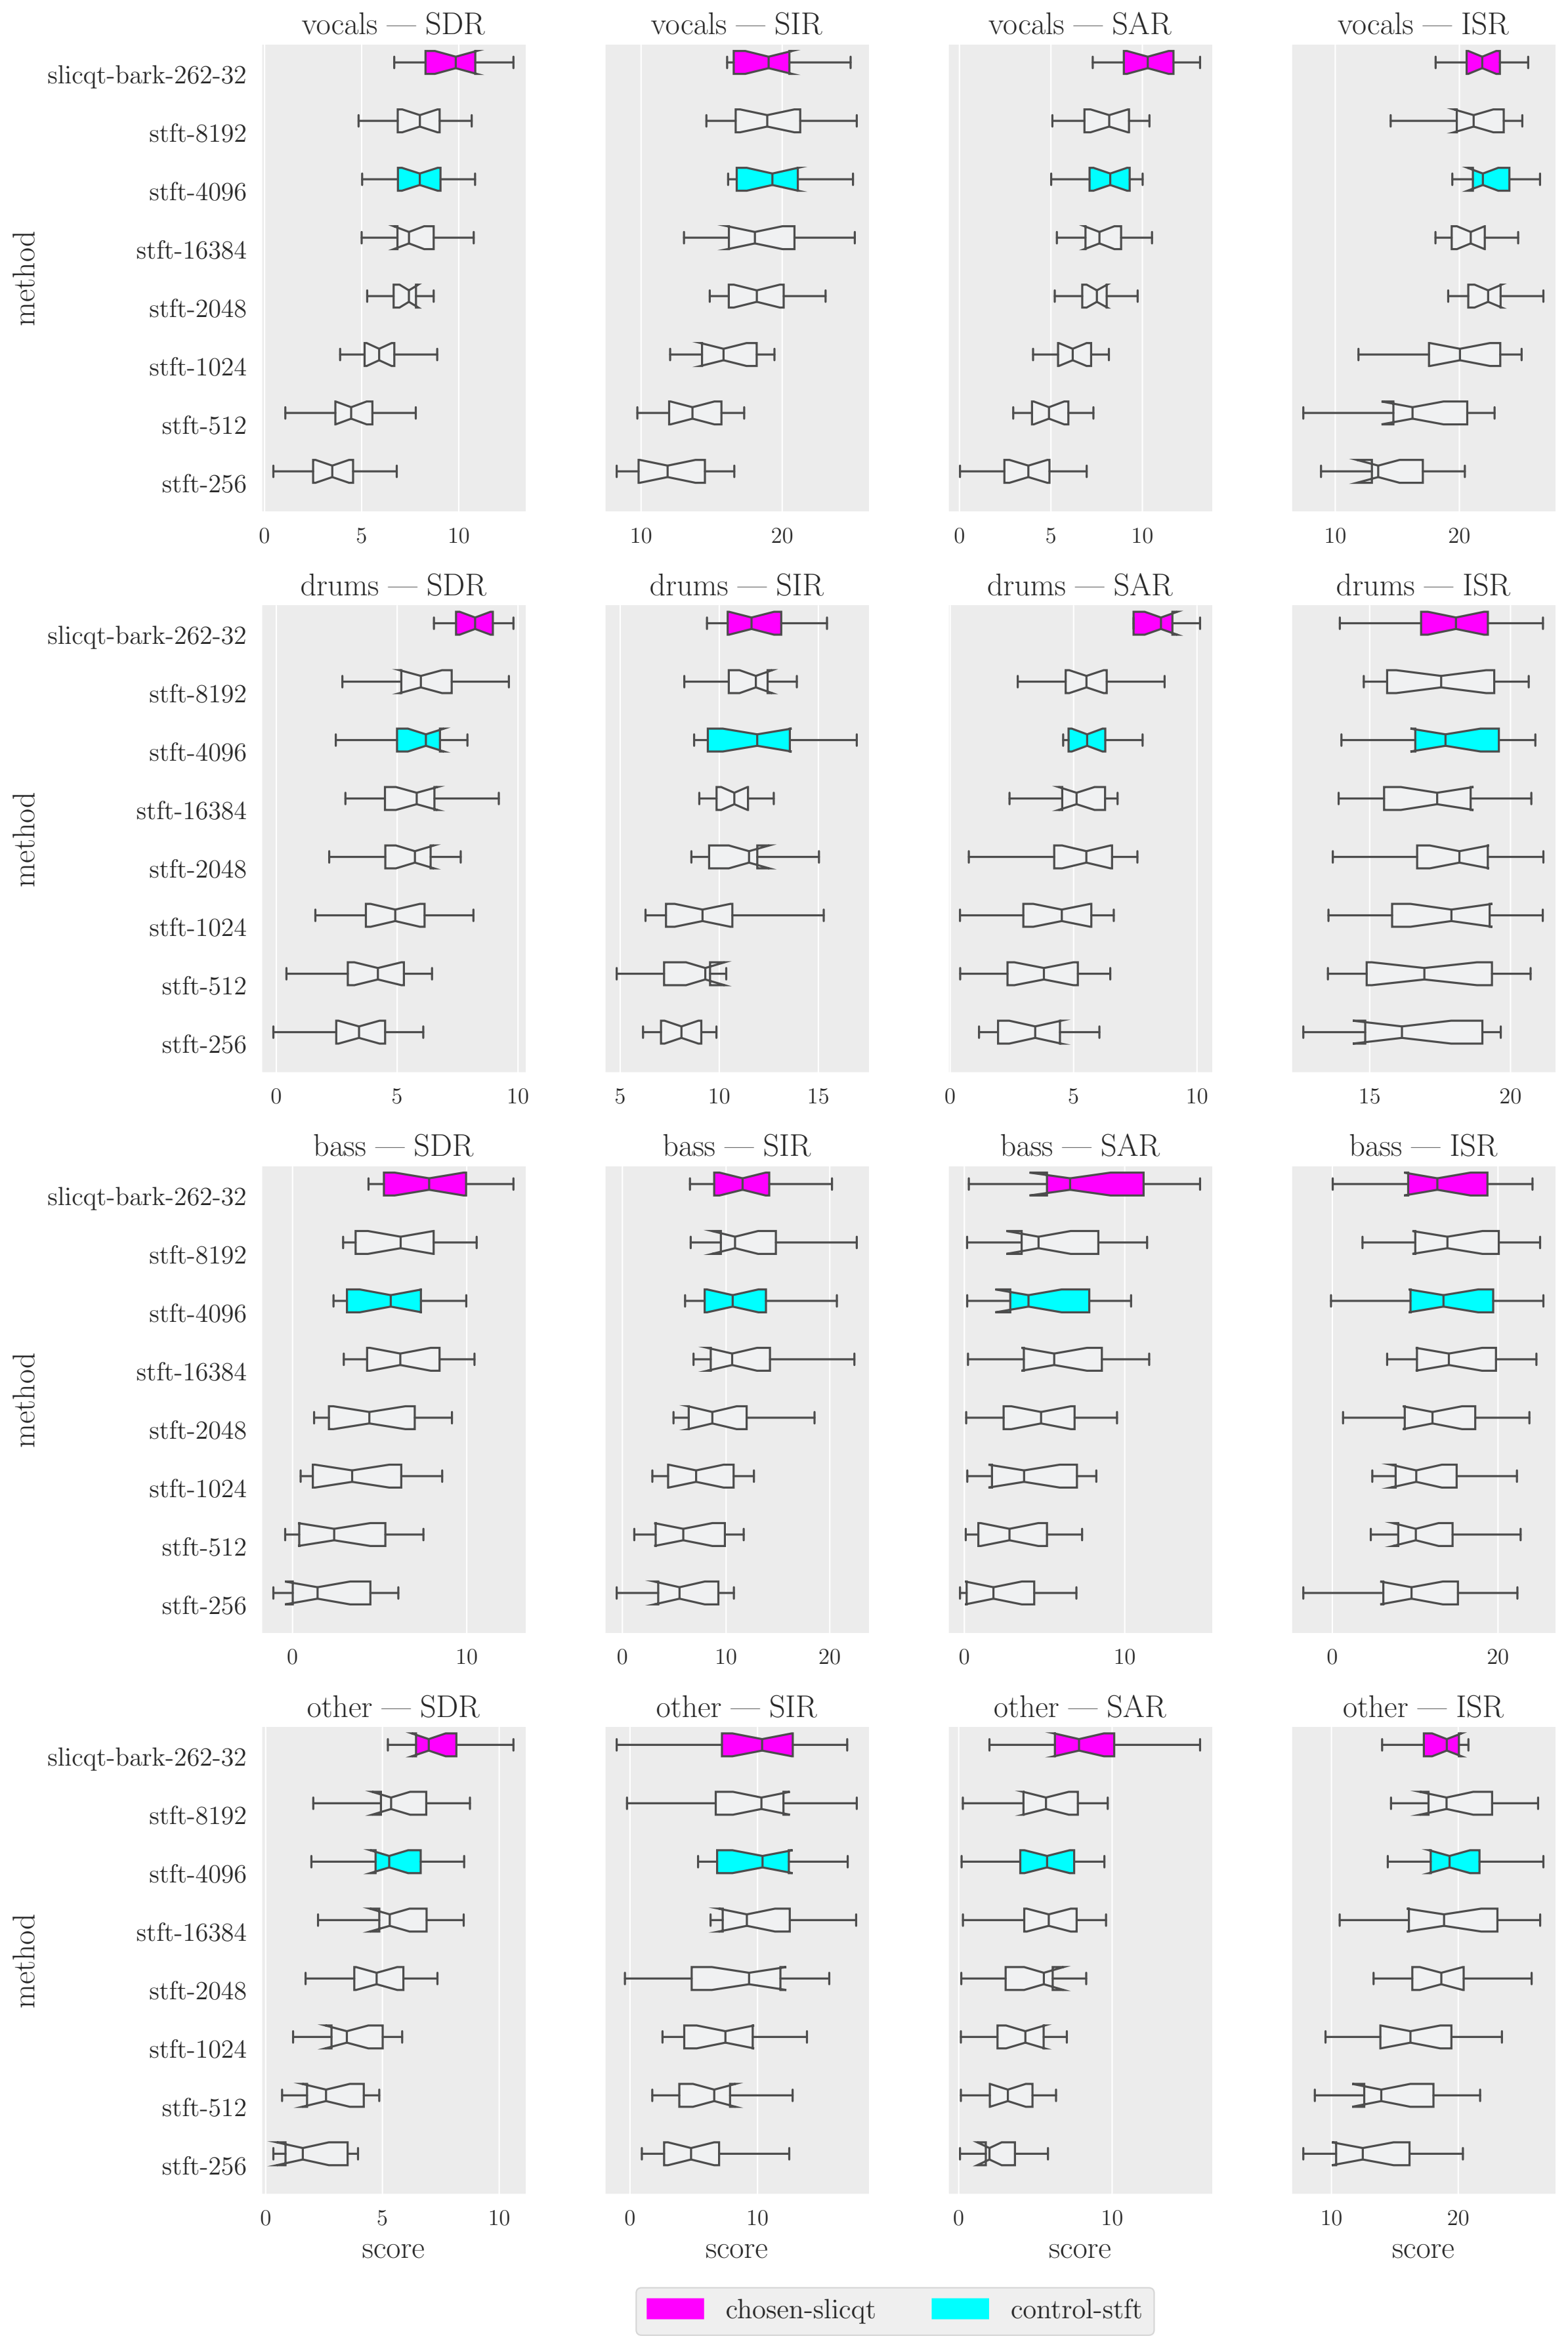 vocals — SDR vocals — SIR vocals — SAR vocals — ISR
slicqt-bark-262-32
stft-8192
stft-4096
stft-16384
stft-2048
stft-1024
stft-512
stft-256
method
0 5 10 10 20 0 5 10 10 20
drums — SDR drums — SIR drums — SAR drums — ISR
slicqt-bark-262-32
stft-8192
stft-4096
stft-16384
stft-2048
stft-1024
stft-512
stft-256
method
0 5 10 5 10 15 0 5 10 15 20
bass — SDR bass — SIR bass — SAR bass — ISR
slicqt-bark-262-32
stft-8192
stft-4096
stft-16384
stft-2048
stft-1024
stft-512
stft-256
method
0 10 0 10 20 0 10 0 20
other — SDR other — SIR other — SAR other — ISR
slicqt-bark-262-32
stft-8192
stft-4096
stft-16384
stft-2048
stft-1024
stft-512
stft-256
method
0 5 10 0 10 0 10 10 20
score score score score
chosen-slicqt control-stft